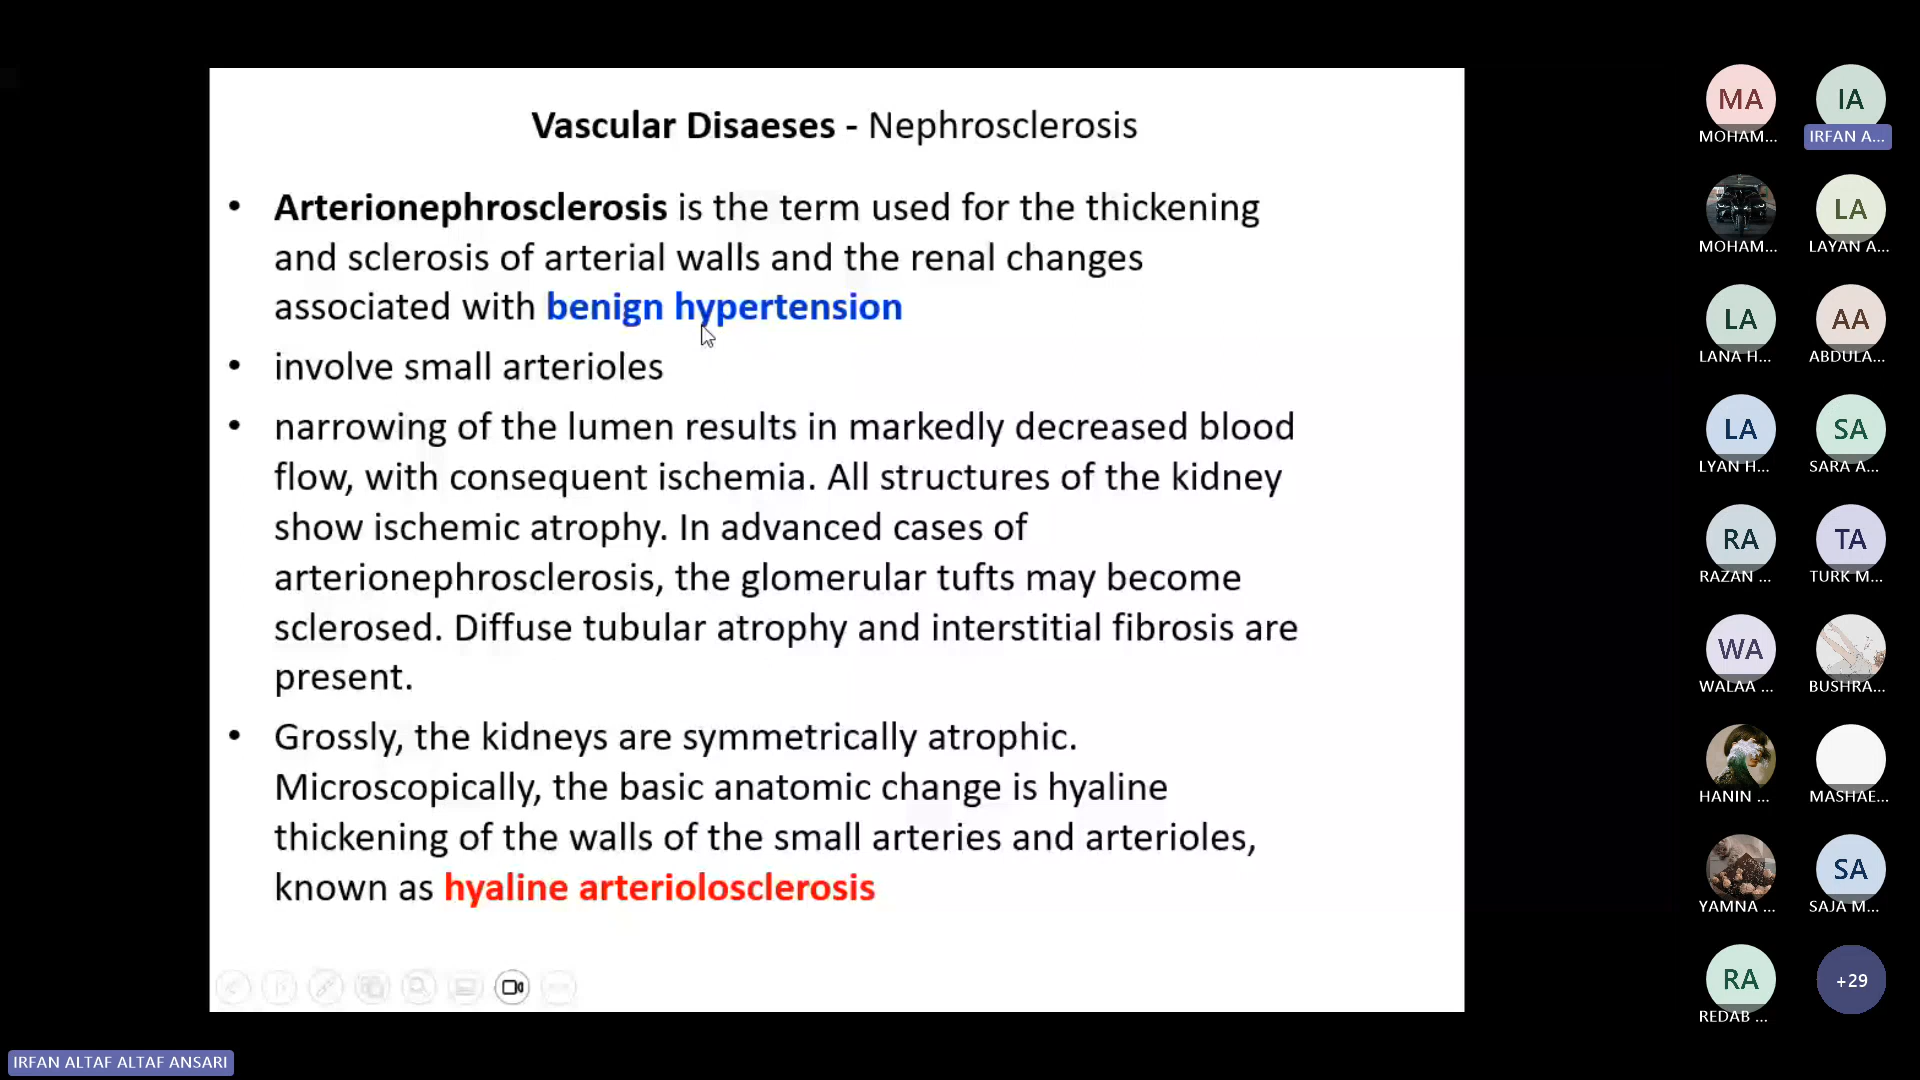 Vascular Disaeses - Nephrosclerosis
• Arterionephrosclerosis is the term used for the thickening
and sclerosis of arterial walls and the renal changes
associated with benign hypertension
• involve small arterioles
• narrowing of the lumen results in markedly decreased blood
flow, with consequent ischemia. All structures of the kidney
show ischemic atrophy. In advanced cases of
arterionephrosclerosis, the glomerular tufts may become
sclerosed. Diffuse tubular atrophy and interstitial fibrosis are
present.
• Grossly, the kidneys are symmetrically atrophic.
Microscopically, the basic anatomic change is hyaline
thickening of the walls of the small arteries and arterioles,
known as hyaline arteriolosclerosis
MA IA
MOHAM... IRFAN A...
LA
MOHAM... LAYAN A...
LA AA
LANA H... ABDULA...
LA SA
LYAN H... SARA A...
RA TA
RAZAN ... TURK M...
WA
WALAA ... BUSHRA...
HANIN ... MASHAE...
SA
YAMNA ... SAJA M...
RA +29
REDAB ...
IRFAN ALTAF ALTAF ANSARI